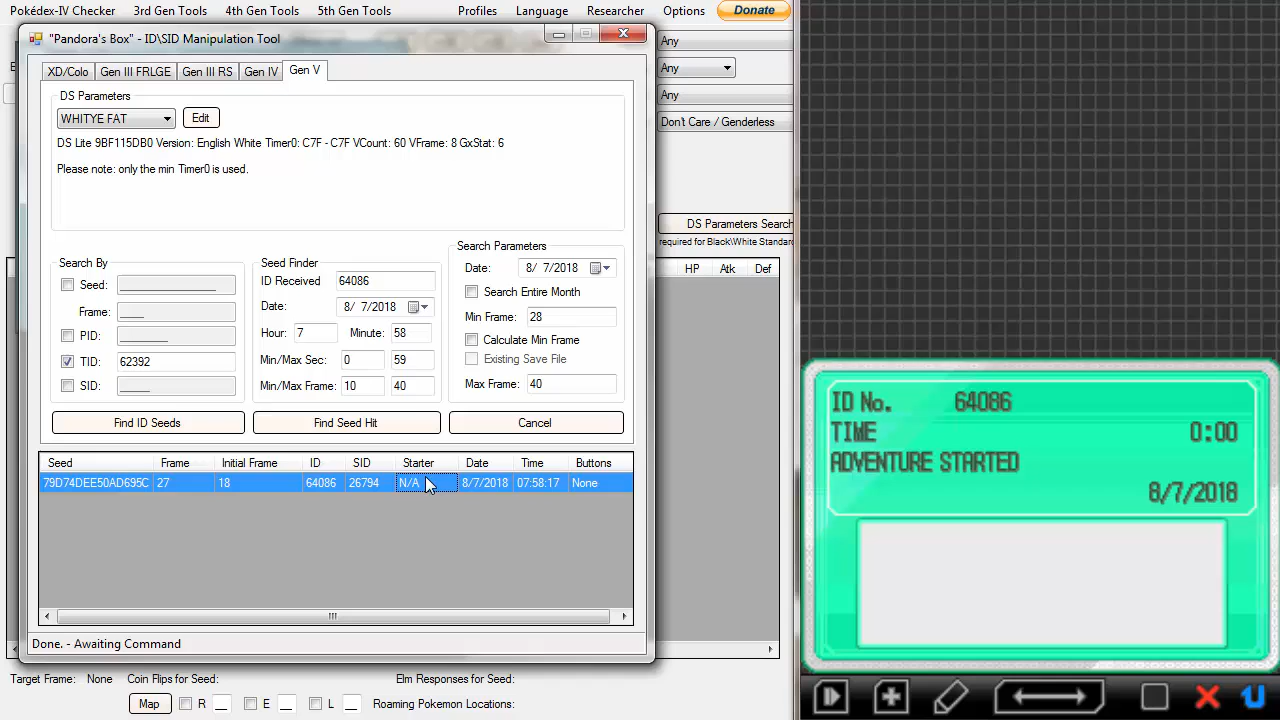 Pokédex-IV Checker 3rd Gen Tools 4th Gen Tools 5th Gen Tools Profiles Language Researcher Options Donate
"Pandora's Box" - ID\SID Manipulation Tool
Any
XD/Colo Gen III FRLGE Gen III RS Gen IV Gen V
Any
DS Parameters
Any
WHITYE FAT Edit
Don't Care / Genderless
DS Lite 9BF115DB0 Version: English White Timer0: C7F - C7F VCount: 60 VFrame: 8 GxStat: 6
Please note: only the min Timer0 is used.
DS Parameters Search
required for Black\White Standard
Search By
Seed:
Frame:
PID:
TID: 62392
SID:
Find ID Seeds
Seed Finder
ID Received 64086
Date: 8/ 7/2018
Hour: 7 Minute: 58
Min/Max Sec: 0 59
Min/Max Frame: 10 40
Find Seed Hit
Search Parameters
Date: 8/ 7/2018
Search Entire Month
Min Frame: 28
Calculate Min Frame
Existing Save File
Max Frame: 40
Cancel
HP Atk Def
Seed Frame Initial Frame ID SID Starter Date Time Buttons
79D74DEE50AD695C 27 18 64086 26794 N/A 8/7/2018 07:58:17 None
Done. - Awaiting Command
Target Frame: None Coin Flips for Seed: Elm Responses for Seed:
Map R E L Roaming Pokemon Locations:
ID No. 64086
TIME 0:00
ADVENTURE STARTED
8/7/2018